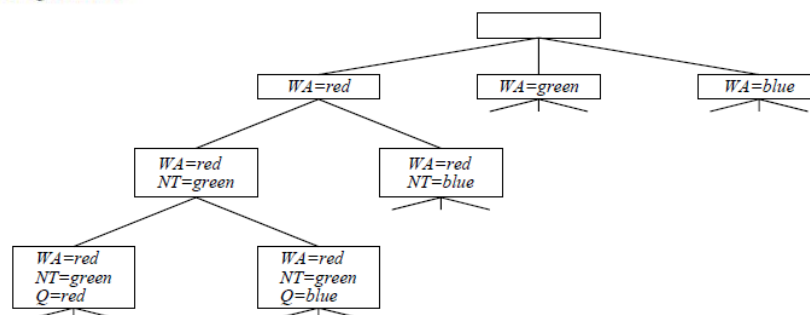 WA=red
WA=green
WA=blue
WA=red
NT=green
WA=red
NT=blue
WA=red
NT=green
Q=red
WA=red
NT=green
Q=blue